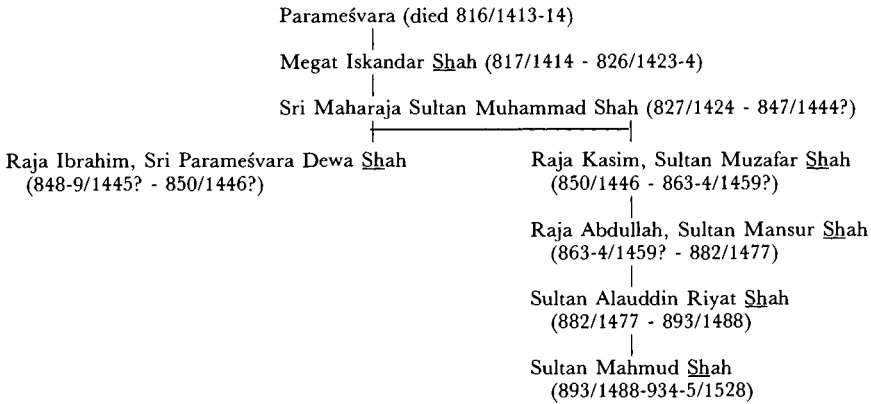 Parameśvara (died 816/1413-14)
Megat Iskandar Shah (817/1414 - 826/1423-4)
Sri Maharaja Sultan Muhammad Shah (827/1424 - 847/1444?)
Raja Ibrahim, Sri Parameśvara Dewa Shah
(848-9/1445? - 850/1446?)
Raja Kasim, Sultan Muzafar Shah
(850/1446 - 863-4/1459?)
Raja Abdullah, Sultan Mansur Shah
(863-4/1459? - 882/1477)
Sultan Alauddin Riyat Shah
(882/1477 - 893/1488)
Sultan Mahmud Shah
(893/1488-934-5/1528)